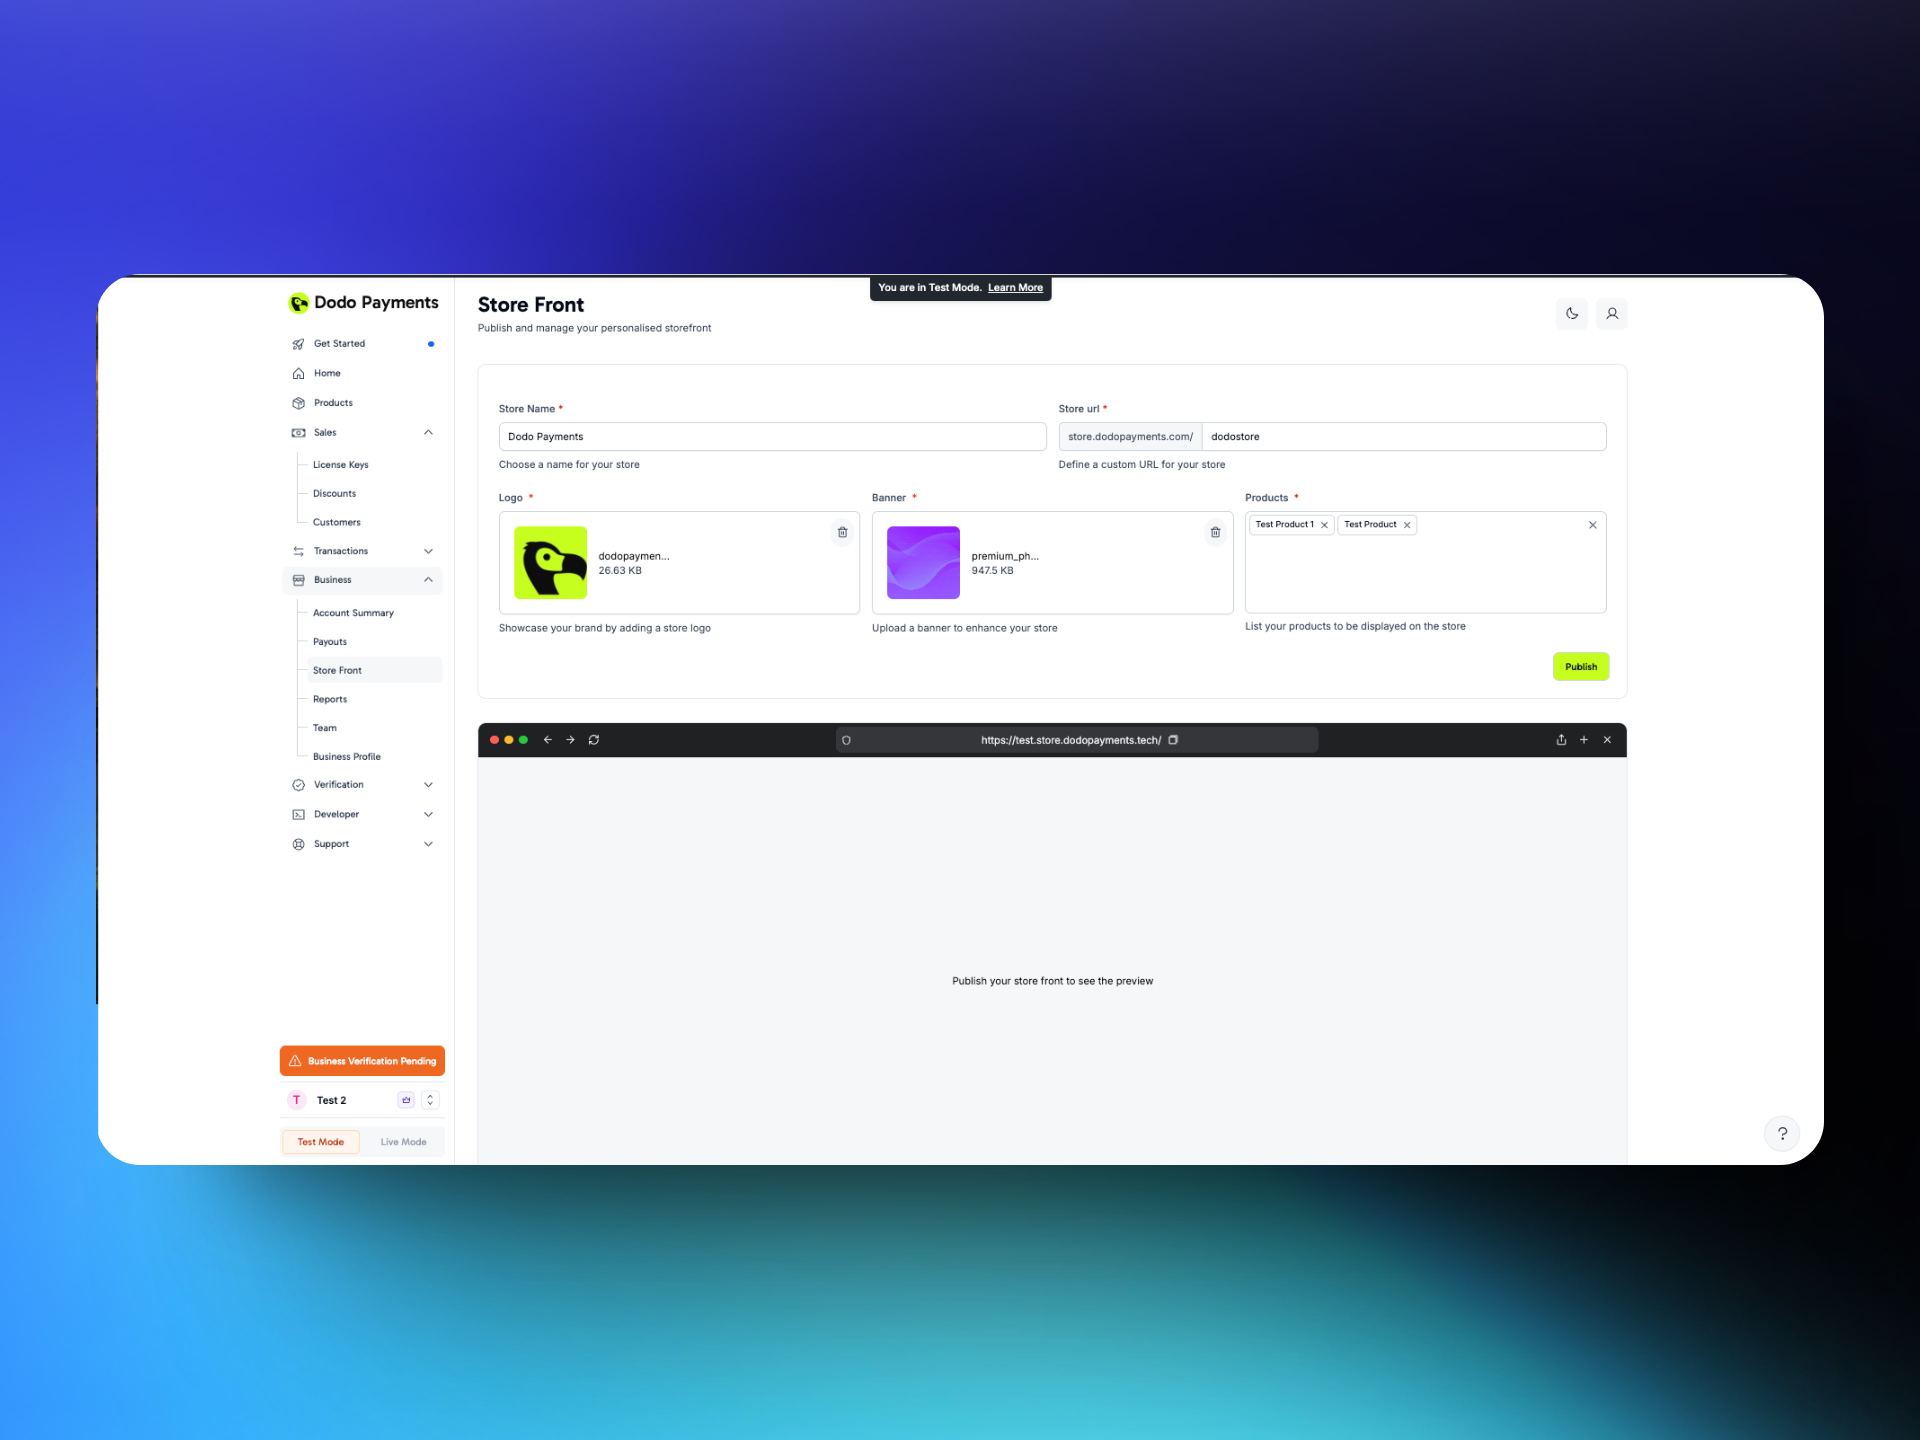 Dodo Payments
Get Started
Home
Products
Sales
License Keys
Discounts
Customers
Transactions
Business
Account Summary
Payouts
Store Front
Reports
Team
Business Profile
Verification
Developer
Support
Business Verification Pending
T Test 2
Test Mode Live Mode
You are in Test Mode. Learn More
Store Front
Publish and manage your personalised storefront
Store Name *
Dodo Payments
Choose a name for your store
Store url *
store.dodopayments.com/ dodostore
Define a custom URL for your store
Logo *
dodopaymen...
26.63 KB
Showcase your brand by adding a store logo
Banner *
premium_ph...
947.5 KB
Upload a banner to enhance your store
Products *
Test Product 1 Test Product
List your products to be displayed on the store
Publish
https://test.store.dodopayments.tech/
Publish your store front to see the preview
?